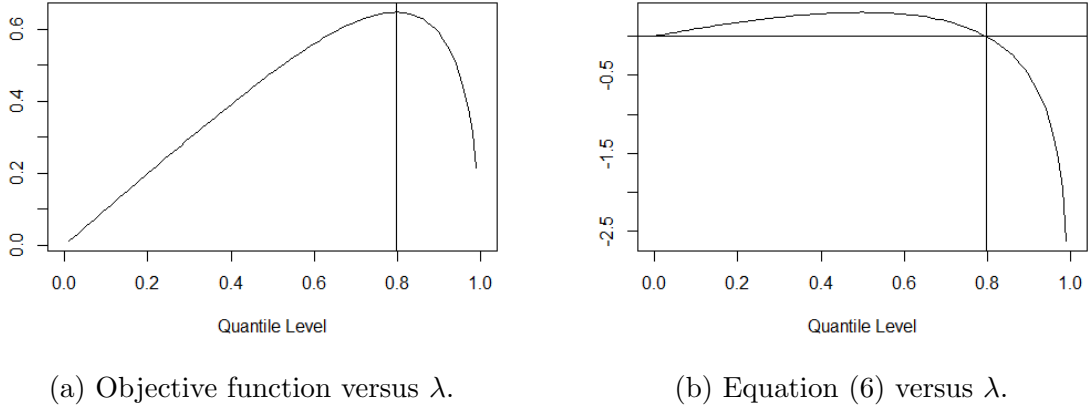 0.6
0.4
0.2
0.0
0.0 0.2 0.4 0.6 0.8 1.0
Quantile Level
-0.5
-1.5
-2.5
0.0 0.2 0.4 0.6 0.8 1.0
Quantile Level
(a) Objective function versus λ.
(b) Equation (6) versus λ.